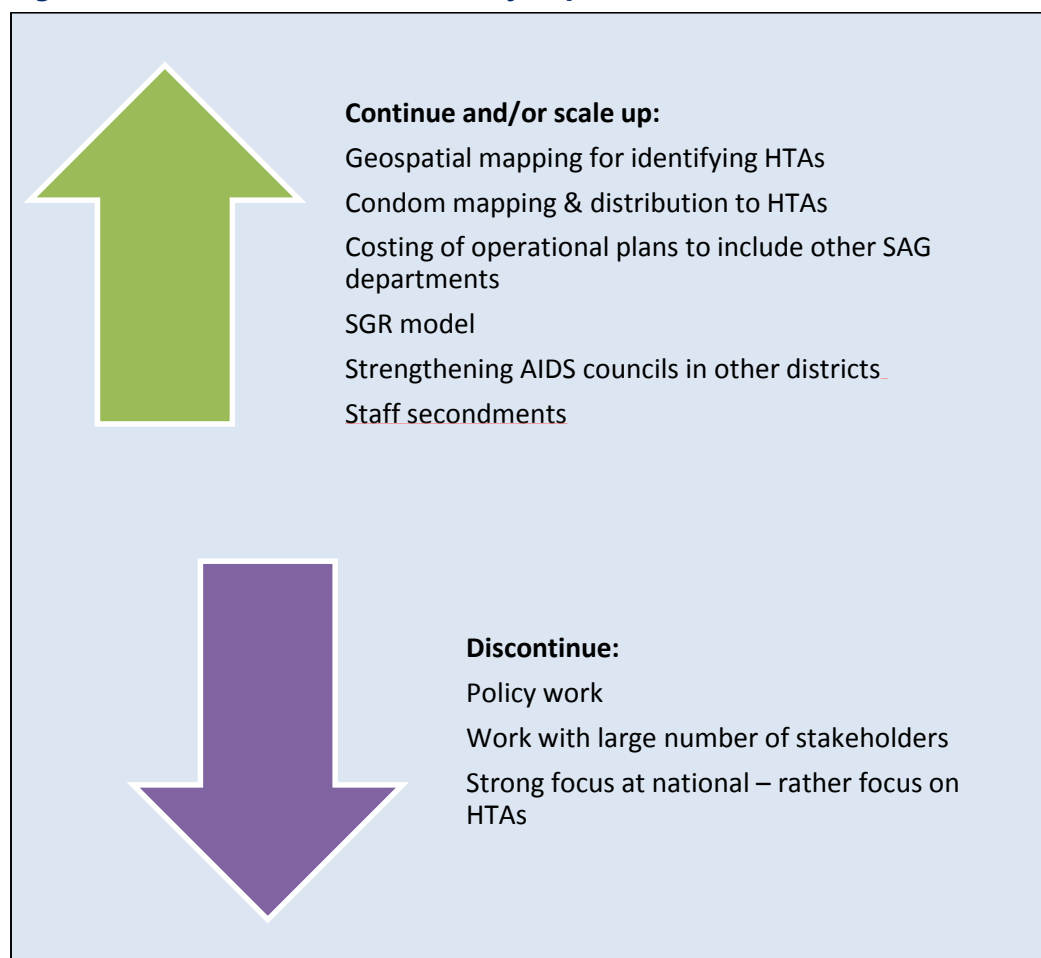 Continue and/or scale up:
Geospatial mapping for identifying HTAs
Condom mapping & distribution to HTAs
Costing of operational plans to include other SAG
departments
SGR model
Strengthening AIDS councils in other districts
Staff secondments
Discontinue:
Policy work
Work with large number of stakeholders
Strong focus at national – rather focus on
HTAs